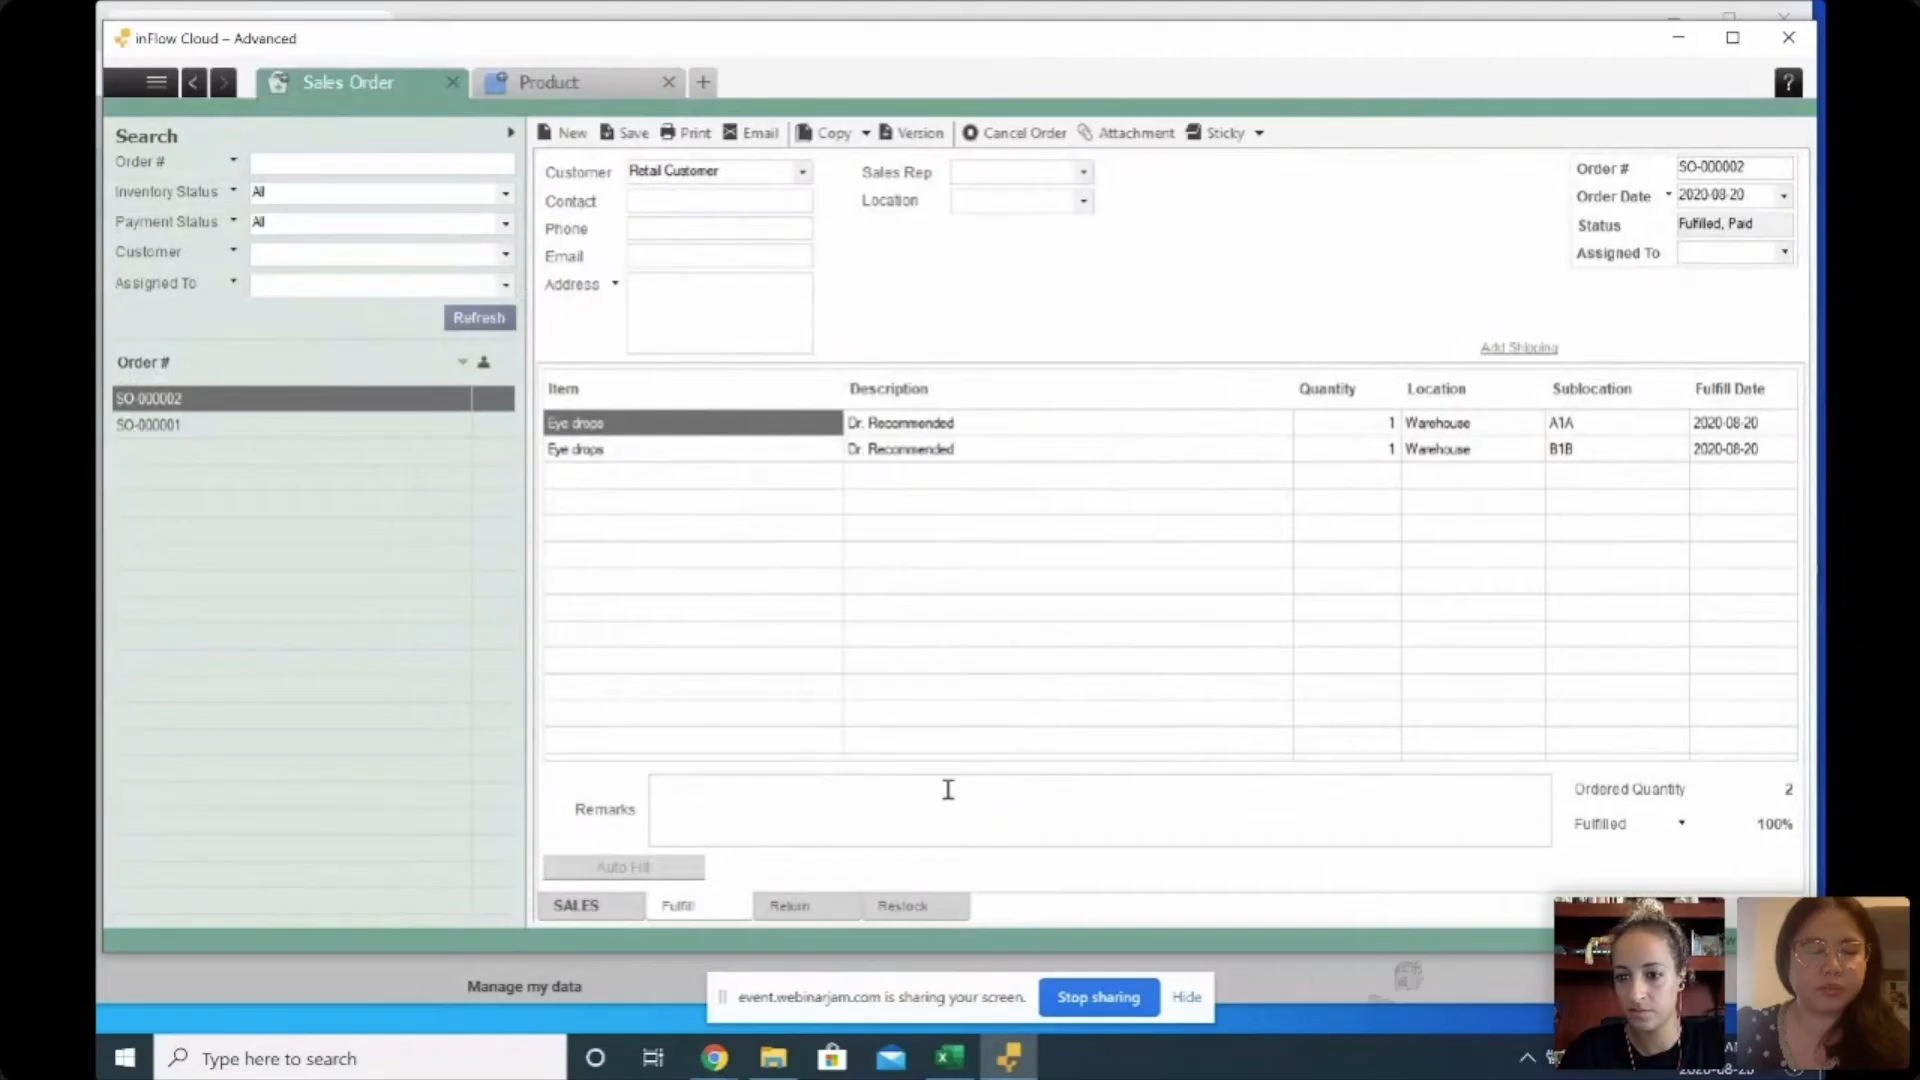 inFlow Cloud – Advanced
Sales Order
Product
Search
Order #
Inventory Status All
Payment Status All
Customer
Assigned To
Refresh
Order #
SO-000002
SO-000001
New Save Print Email Copy Version Cancel Order Attachment Sticky
Customer Retail Customer
Contact
Phone
Email
Address
Sales Rep
Location
Order # SO-000002
Order Date 2020-08-20
Status Fulfilled, Paid
Assigned To
Add Shipping
Item Description Quantity Location Sublocation Fulfill Date
Eye drops Dr. Recommended 1 Warehouse A1A 2020-08-20
Eye drops Dr. Recommended 1 Warehouse B1B 2020-08-20
Remarks
Ordered Quantity 2
Fulfilled 100%
Auto Fill
SALES Fulfill Return Restock
Manage my data
event.webinarjam.com is sharing your screen. Stop sharing Hide
Type here to search